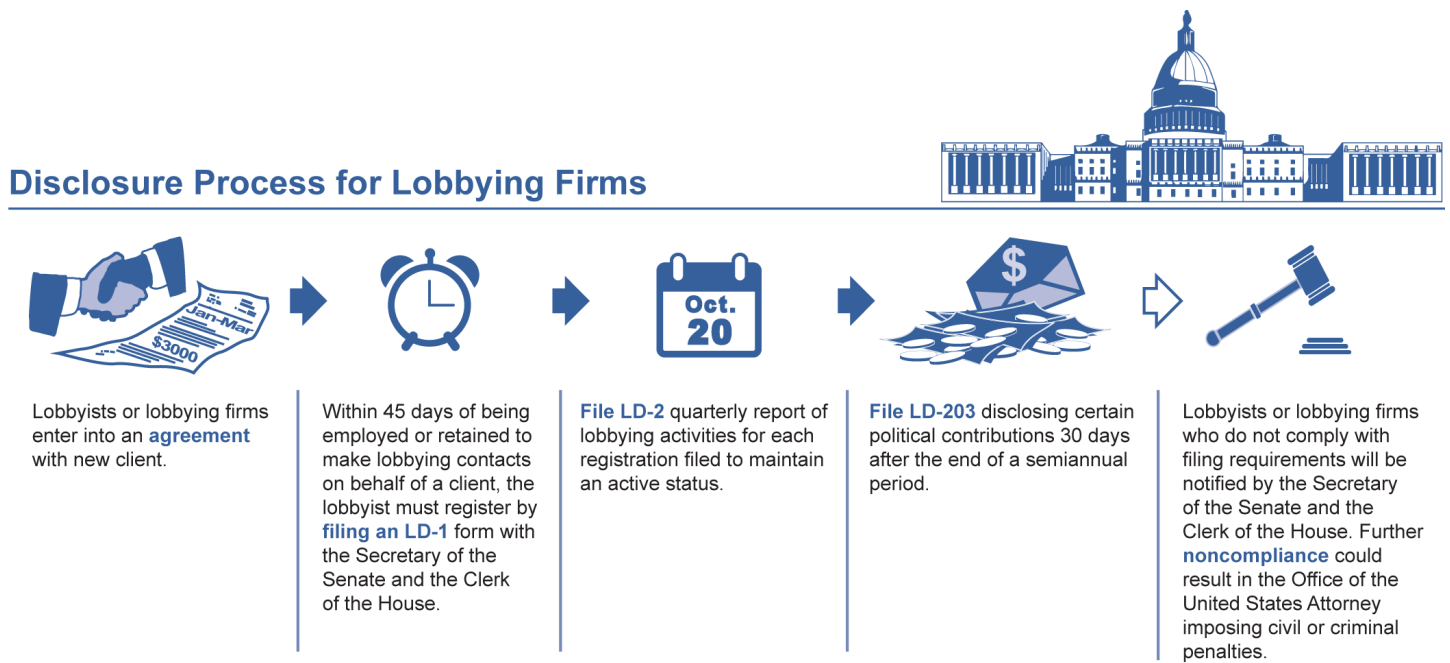 Disclosure Process for Lobbying Firms
Jan-Mar
$3000
Oct.
20
$
Lobbyists or lobbying firms
enter into an agreement
with new client.
Within 45 days of being
employed or retained to
make lobbying contacts
on behalf of a client, the
lobbyist must register by
filing an LD-1 form with
the Secretary of the
Senate and the Clerk
of the House.
File LD-2 quarterly report of
lobbying activities for each
registration filed to maintain
an active status.
File LD-203 disclosing certain
political contributions 30 days
after the end of a semiannual
period.
Lobbyists or lobbying firms
who do not comply with
filing requirements will be
notified by the Secretary
of the Senate and the
Clerk of the House. Further
noncompliance could
result in the Office of the
United States Attorney
imposing civil or criminal
penalties.